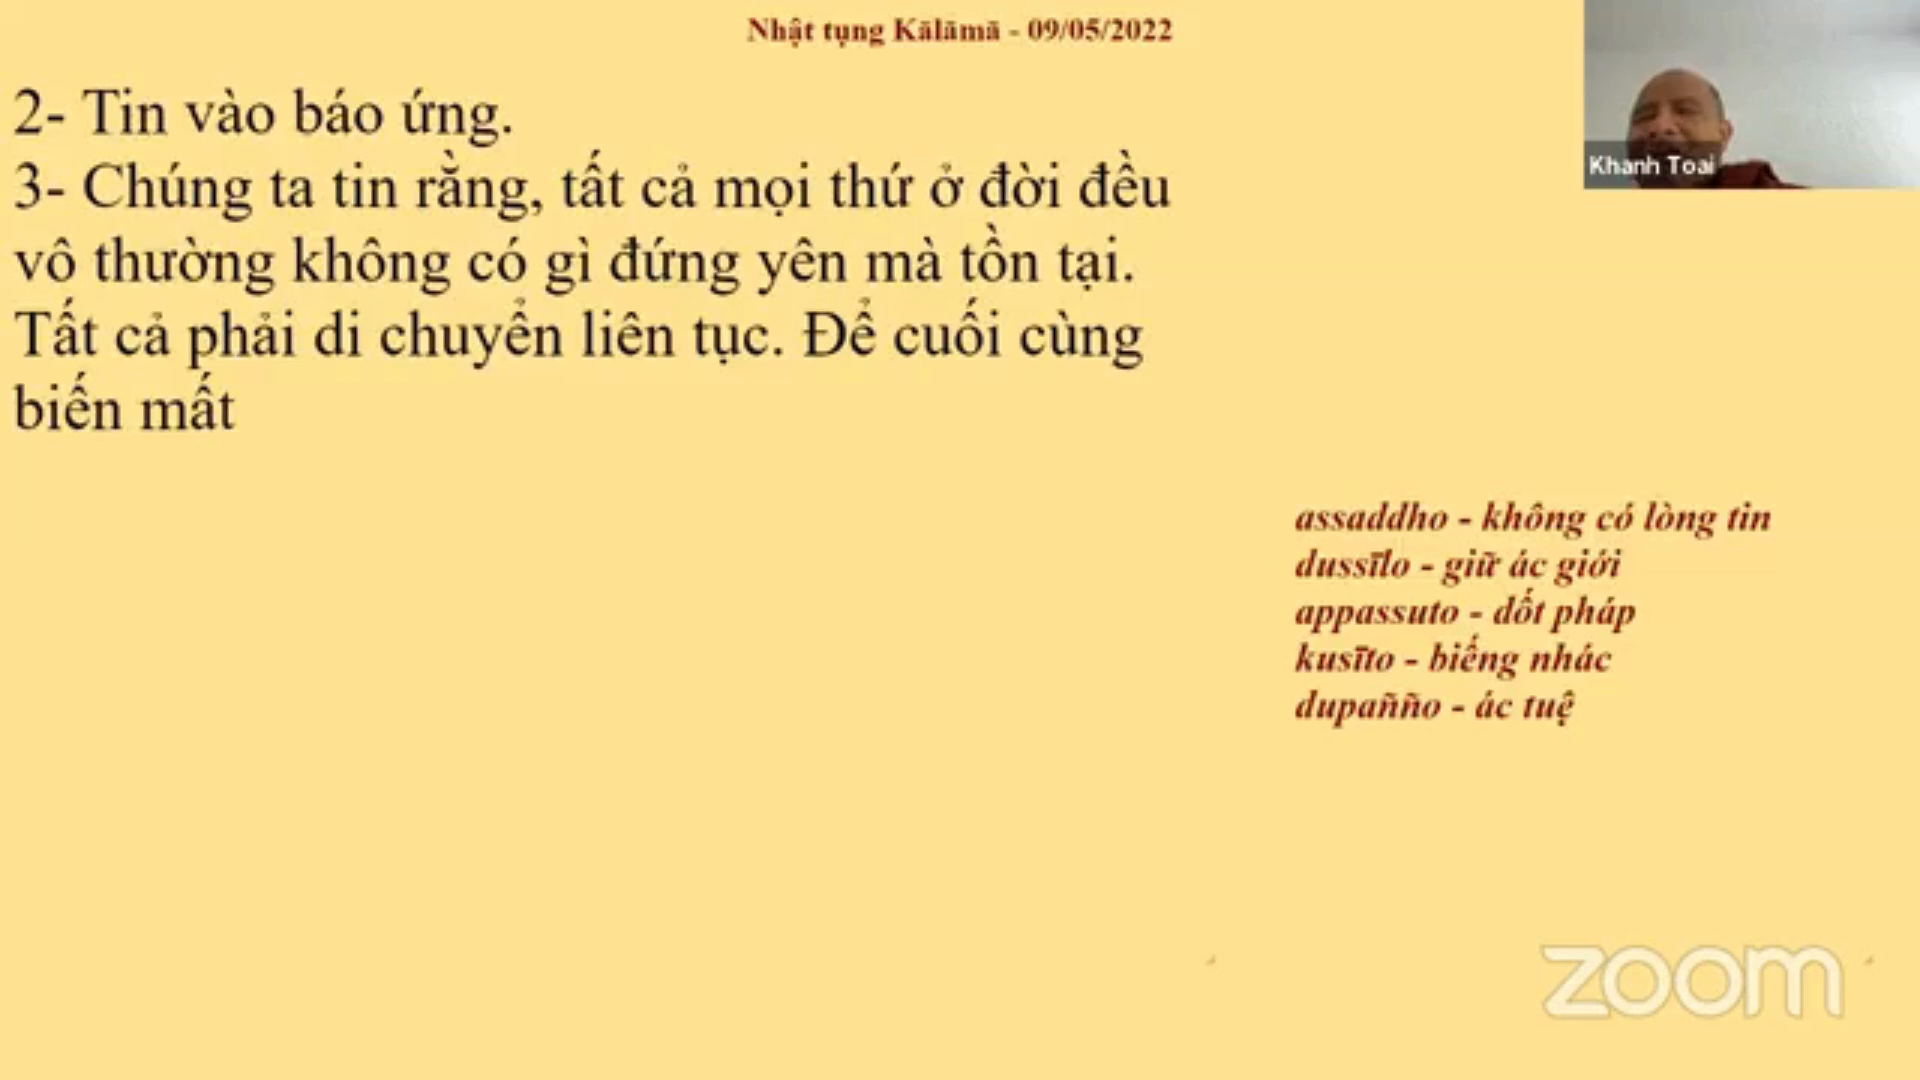 Nhật tụng Kālāmā - 09/05/2022
2- Tin vào báo ứng.
3- Chúng ta tin rằng, tất cả mọi thứ ở đời đều
vô thường không có gì đứng yên mà tồn tại.
Tất cả phải di chuyển liên tục. Để cuối cùng
biến mất
Khanh Toai
assaddho - không có lòng tin
dussīlo - giữ ác giới
appassuto - dốt pháp
kusīto - biếng nhác
dupañño - ác tuệ
zoom